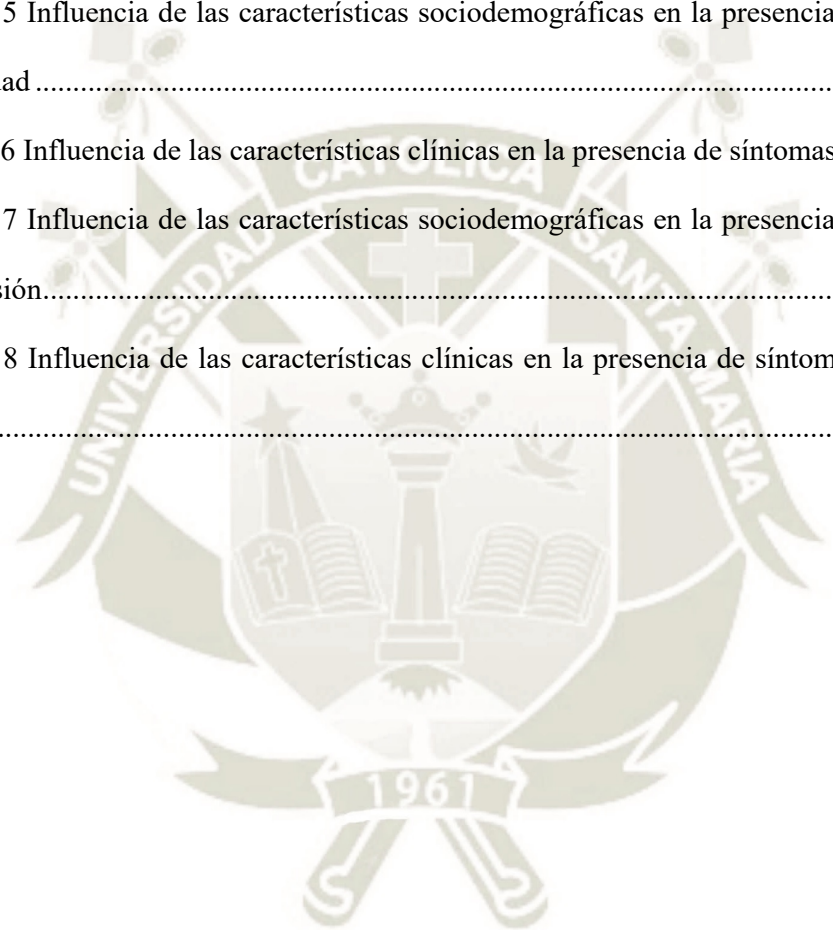 5 Influencia de las características sociodemográficas en la presencia
ad ................................................................................................
6 Influencia de las características clínicas en la presencia de síntomas
7 Influencia de las características sociodemográficas en la presencia
sión................................................................................................
8 Influencia de las características clínicas en la presencia de síntom
................................................................................................
UNIVERSIDAD CATOLICA SANTA MARIA
1961